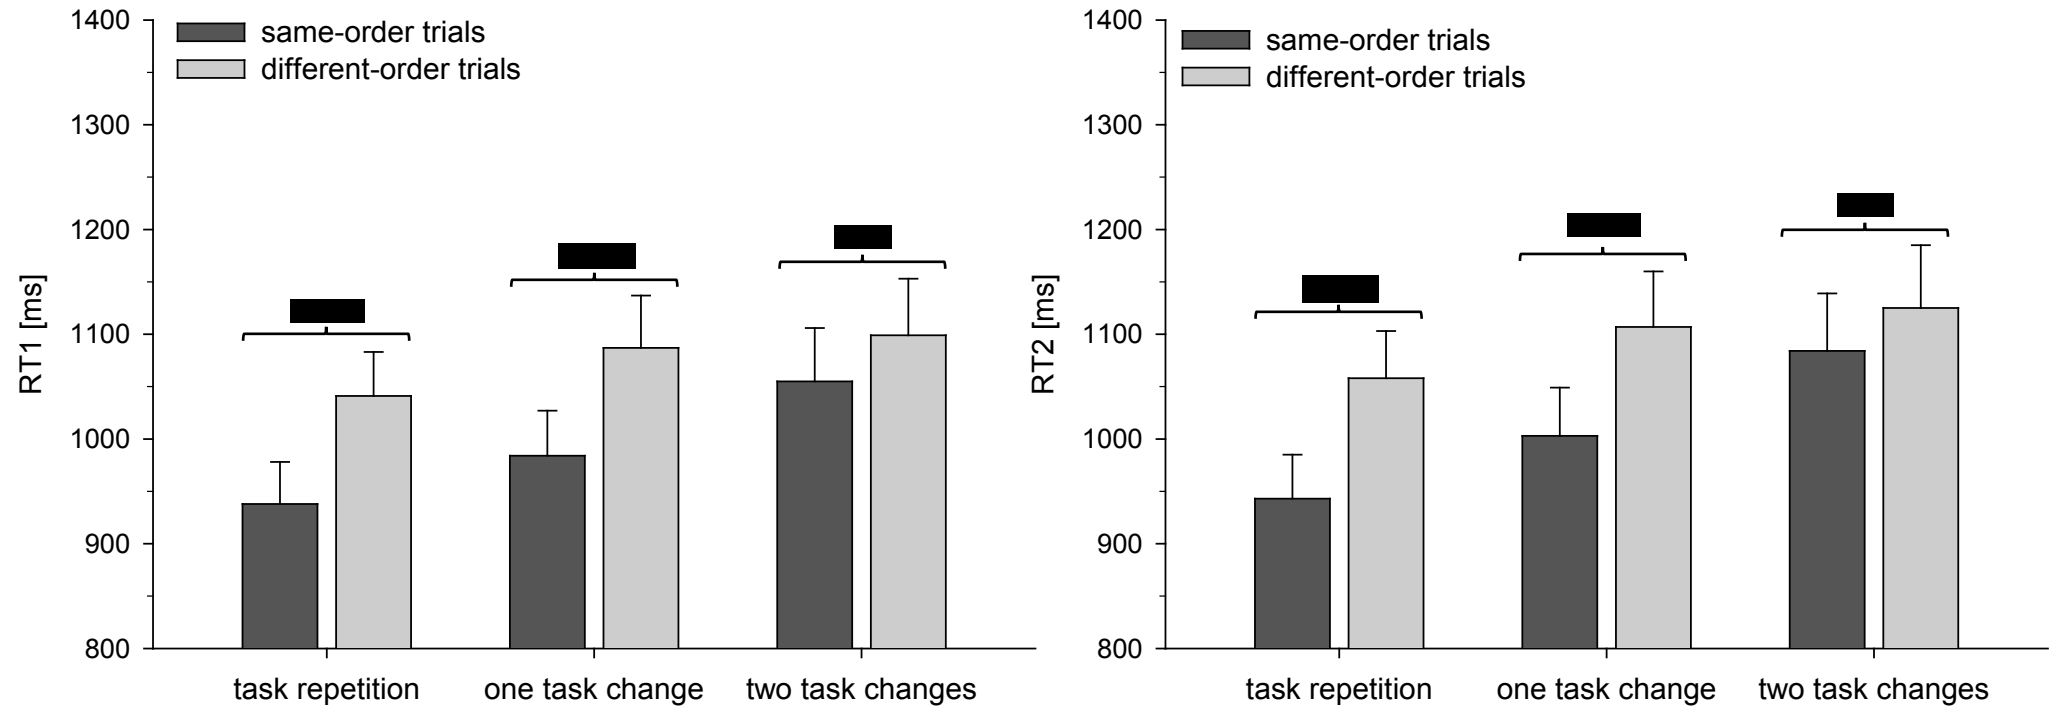 1400
1300
1200
1100
1000
900
800
RT1 [ms]
same-order trials
different-order trials
task repetition
one task change
two task changes
1400
1300
1200
1100
1000
900
800
RT2 [ms]
same-order trials
different-order trials
task repetition
one task change
two task changes